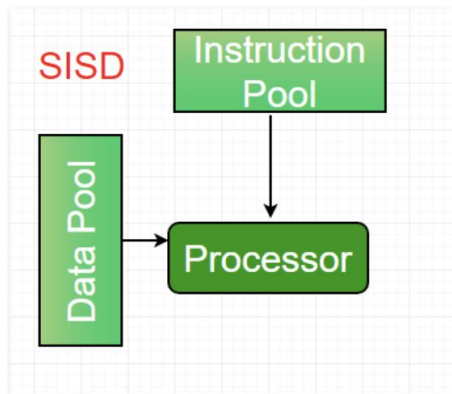 SISD
Instruction
Pool
Data Pool
Processor